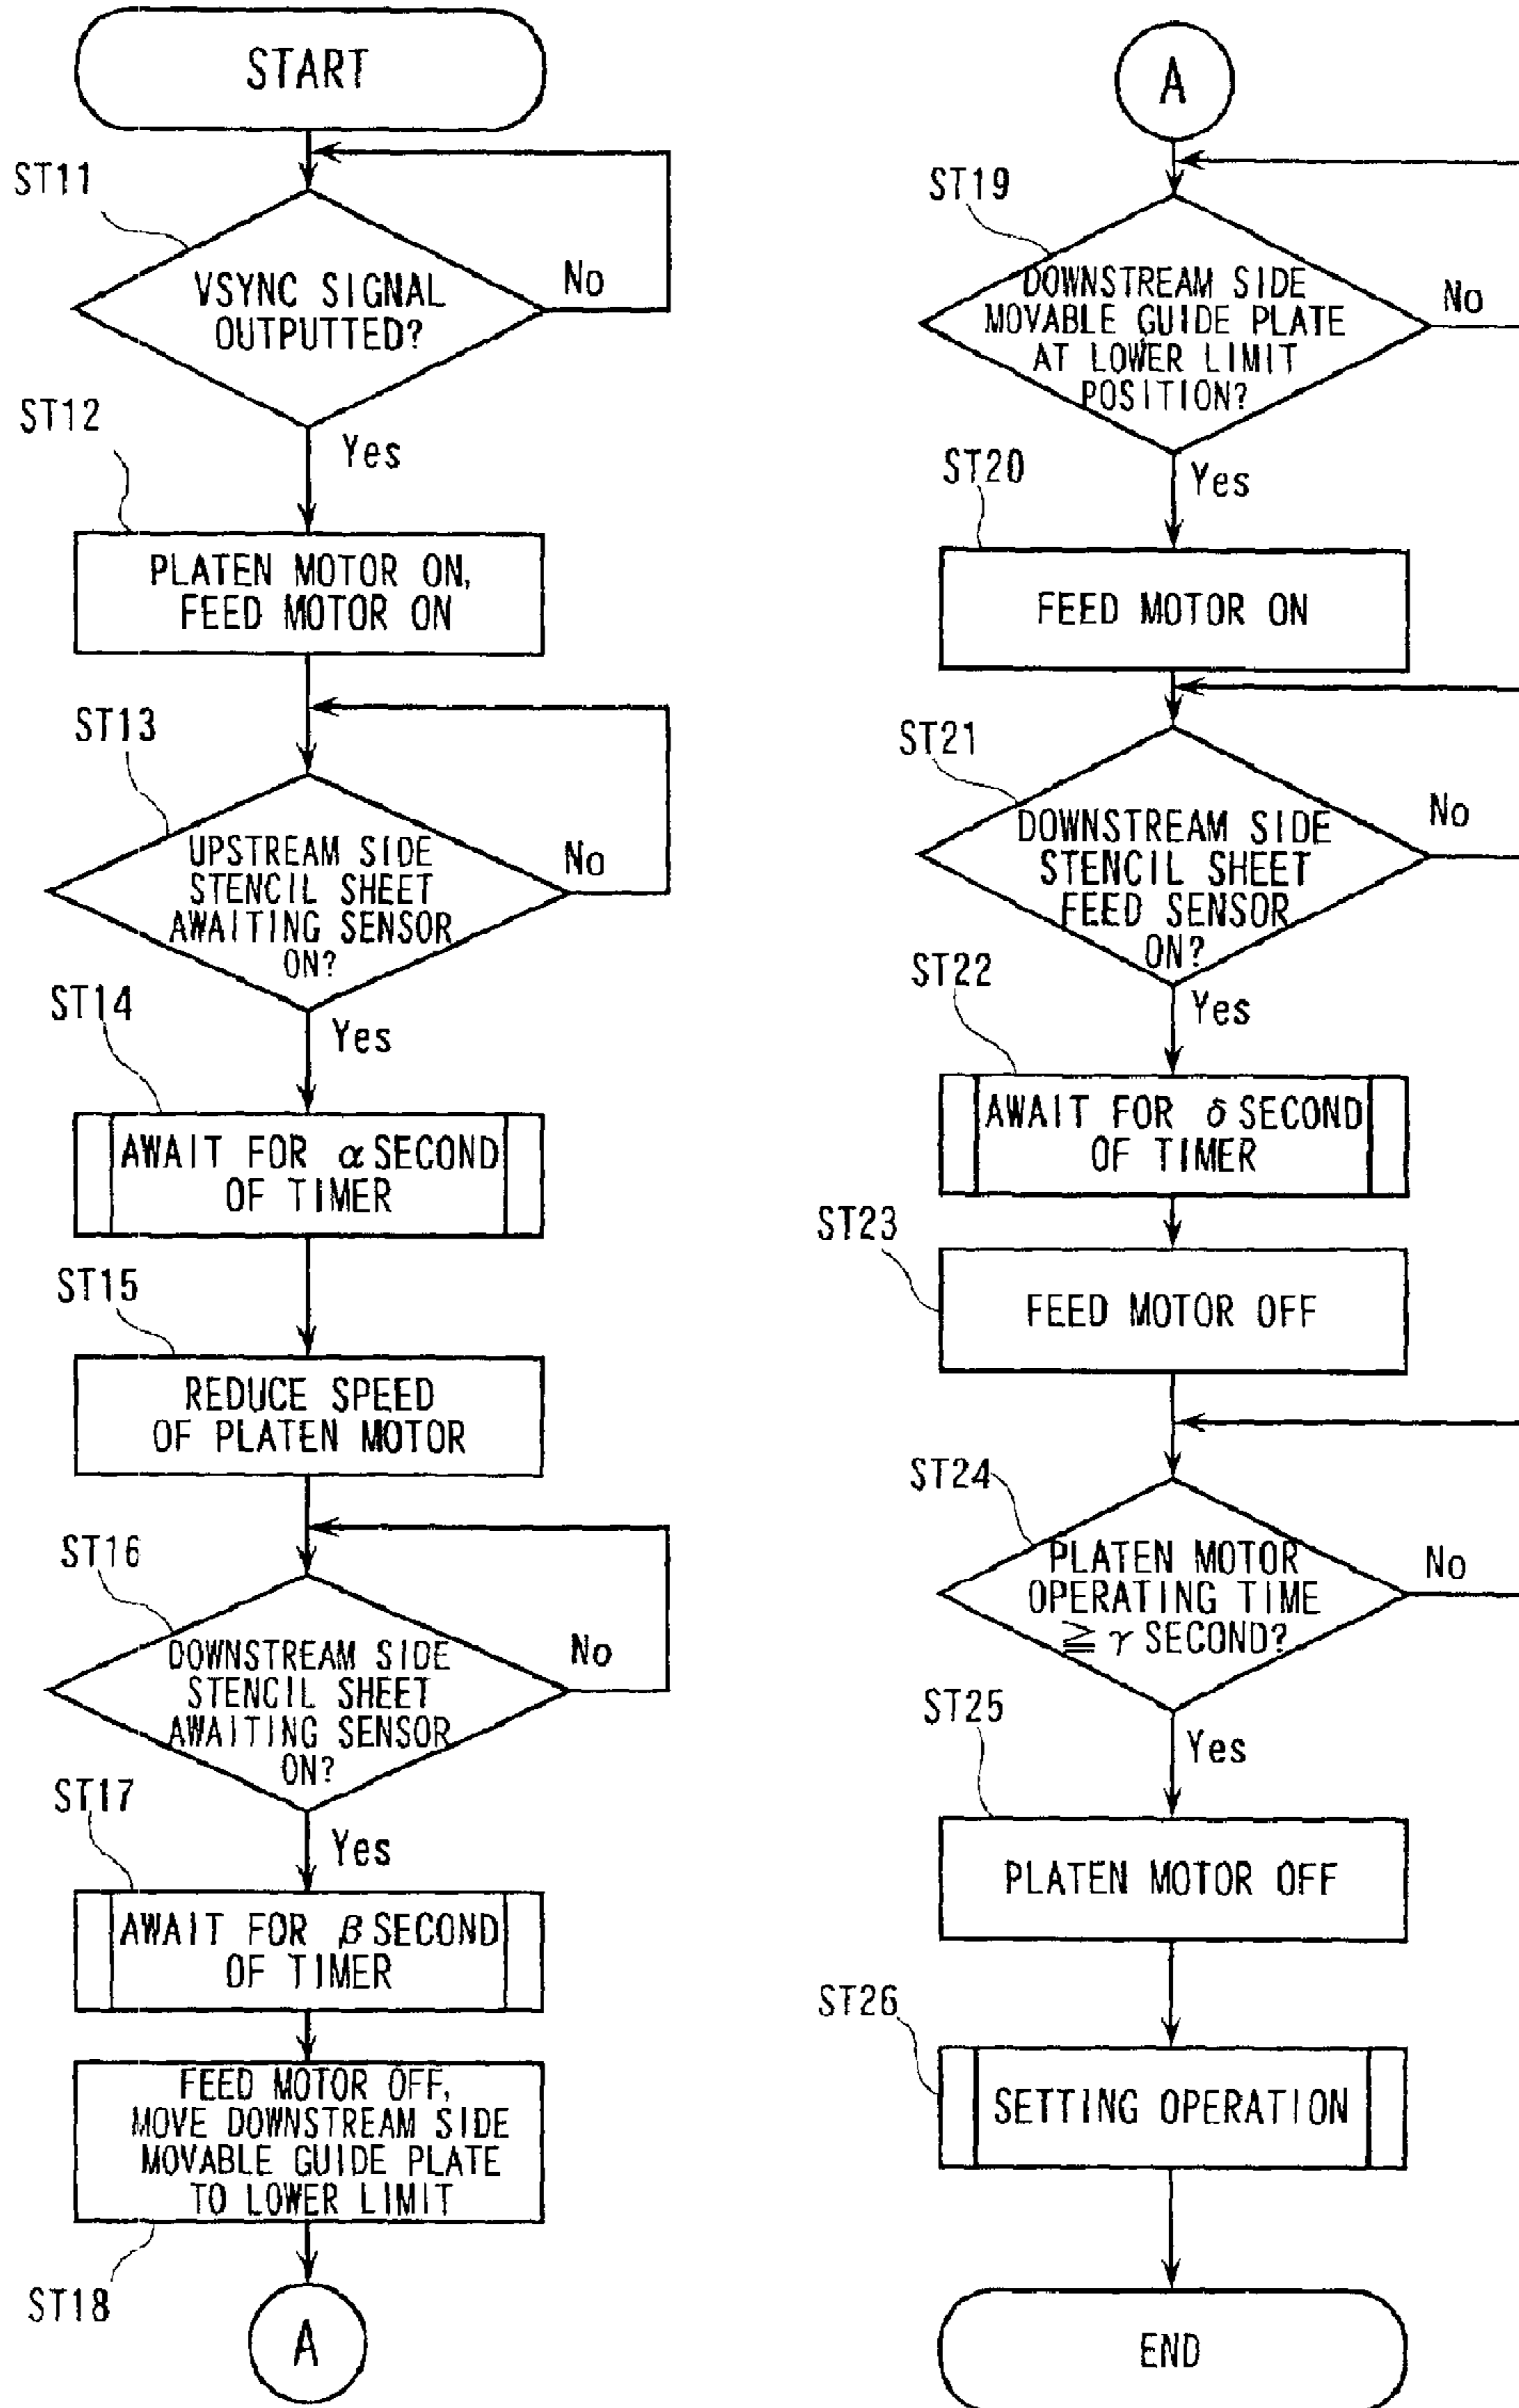 START
ST11
VSYNC SIGNAL
OUTPUTTED?
No
Yes
ST12
PLATEN MOTOR ON,
FEED MOTOR ON
ST13
UPSTREAM SIDE
STENCIL SHEET
AWAITING SENSOR
ON?
No
Yes
ST14
AWAIT FOR α SECOND
OF TIMER
ST15
REDUCE SPEED
OF PLATEN MOTOR
ST16
DOWNSTREAM SIDE
STENCIL SHEET
AWAITING SENSOR
ON?
No
Yes
ST17
AWAIT FOR β SECOND
OF TIMER
FEED MOTOR OFF,
MOVE DOWNSTREAM SIDE
MOVABLE GUIDE PLATE
TO LOWER LIMIT
ST18
A
A
ST19
DOWNSTREAM SIDE
MOVABLE GUIDE PLATE
AT LOWER LIMIT
POSITION?
No
Yes
ST20
FEED MOTOR ON
ST21
DOWNSTREAM SIDE
STENCIL SHEET
FEED SENSOR
ON?
No
Yes
ST22
AWAIT FOR δ SECOND
OF TIMER
ST23
FEED MOTOR OFF
ST24
PLATEN MOTOR
OPERATING TIME
≧ γ SECOND?
No
Yes
ST25
PLATEN MOTOR OFF
ST26
SETTING OPERATION
END